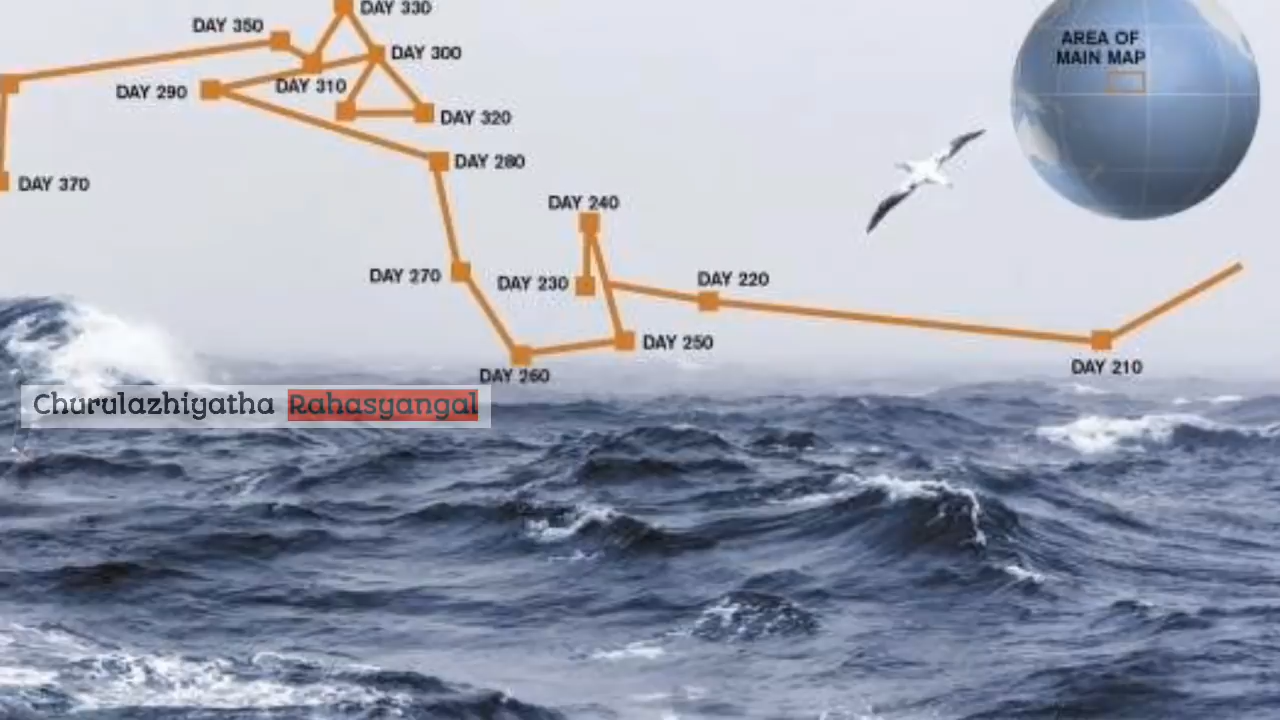 DAY 330
DAY 350
AREA OF
MAIN MAP
DAY 300
DAY 310
DAY 290
DAY 320
DAY 280
DAY 370
DAY 240
DAY 270
DAY 230
DAY 220
DAY 250
DAY 210
DAY 260
Churulazhiyatha Rahasyangal